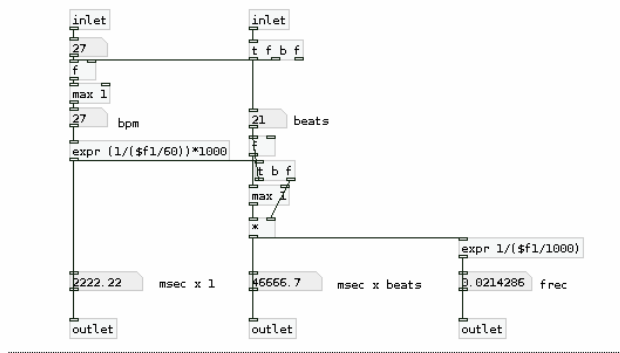 inlet inlet
27 t f b f
f
max 1
27 bpm 21 beats
f
expr (1/($f1/60))*1000
t b f
max 1
*
expr 1/($f1/1000)
2222.22 msec x 1 46666.7 msec x beats 0.0214286 frec
outlet outlet outlet